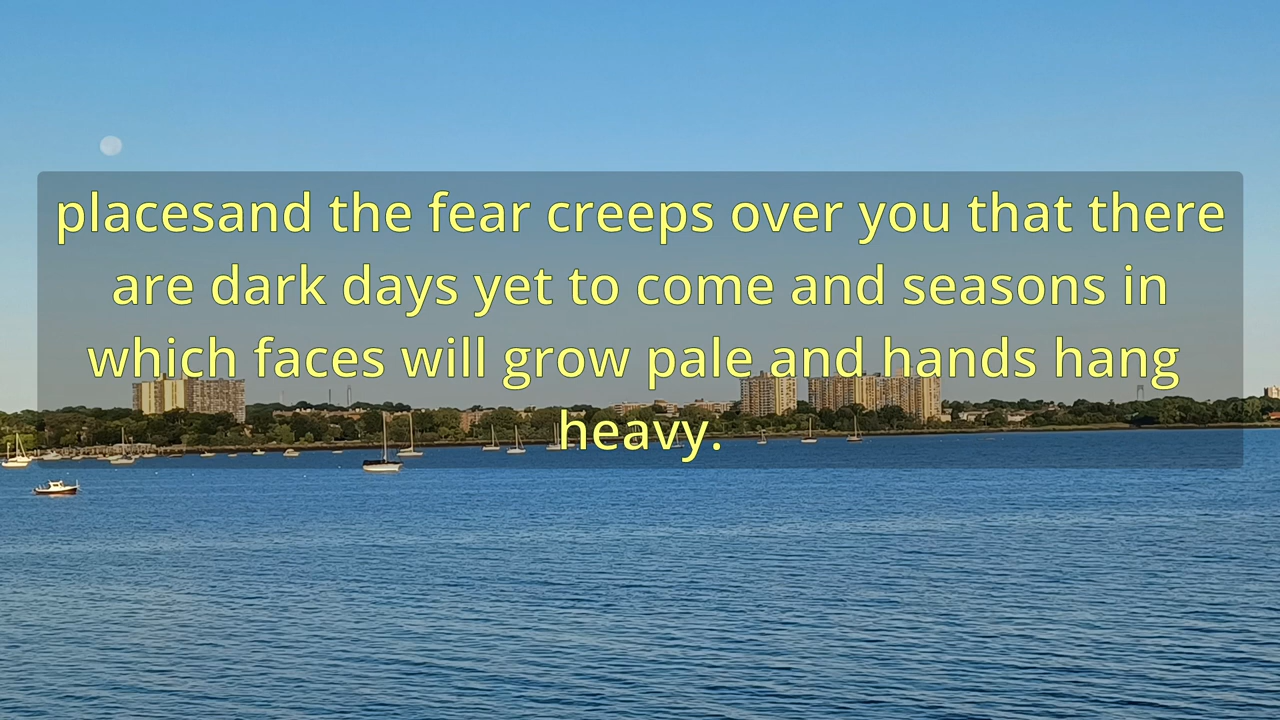 placesand the fear creeps over you that there
are dark days yet to come and seasons in
which faces will grow pale and hands hang
heavy.